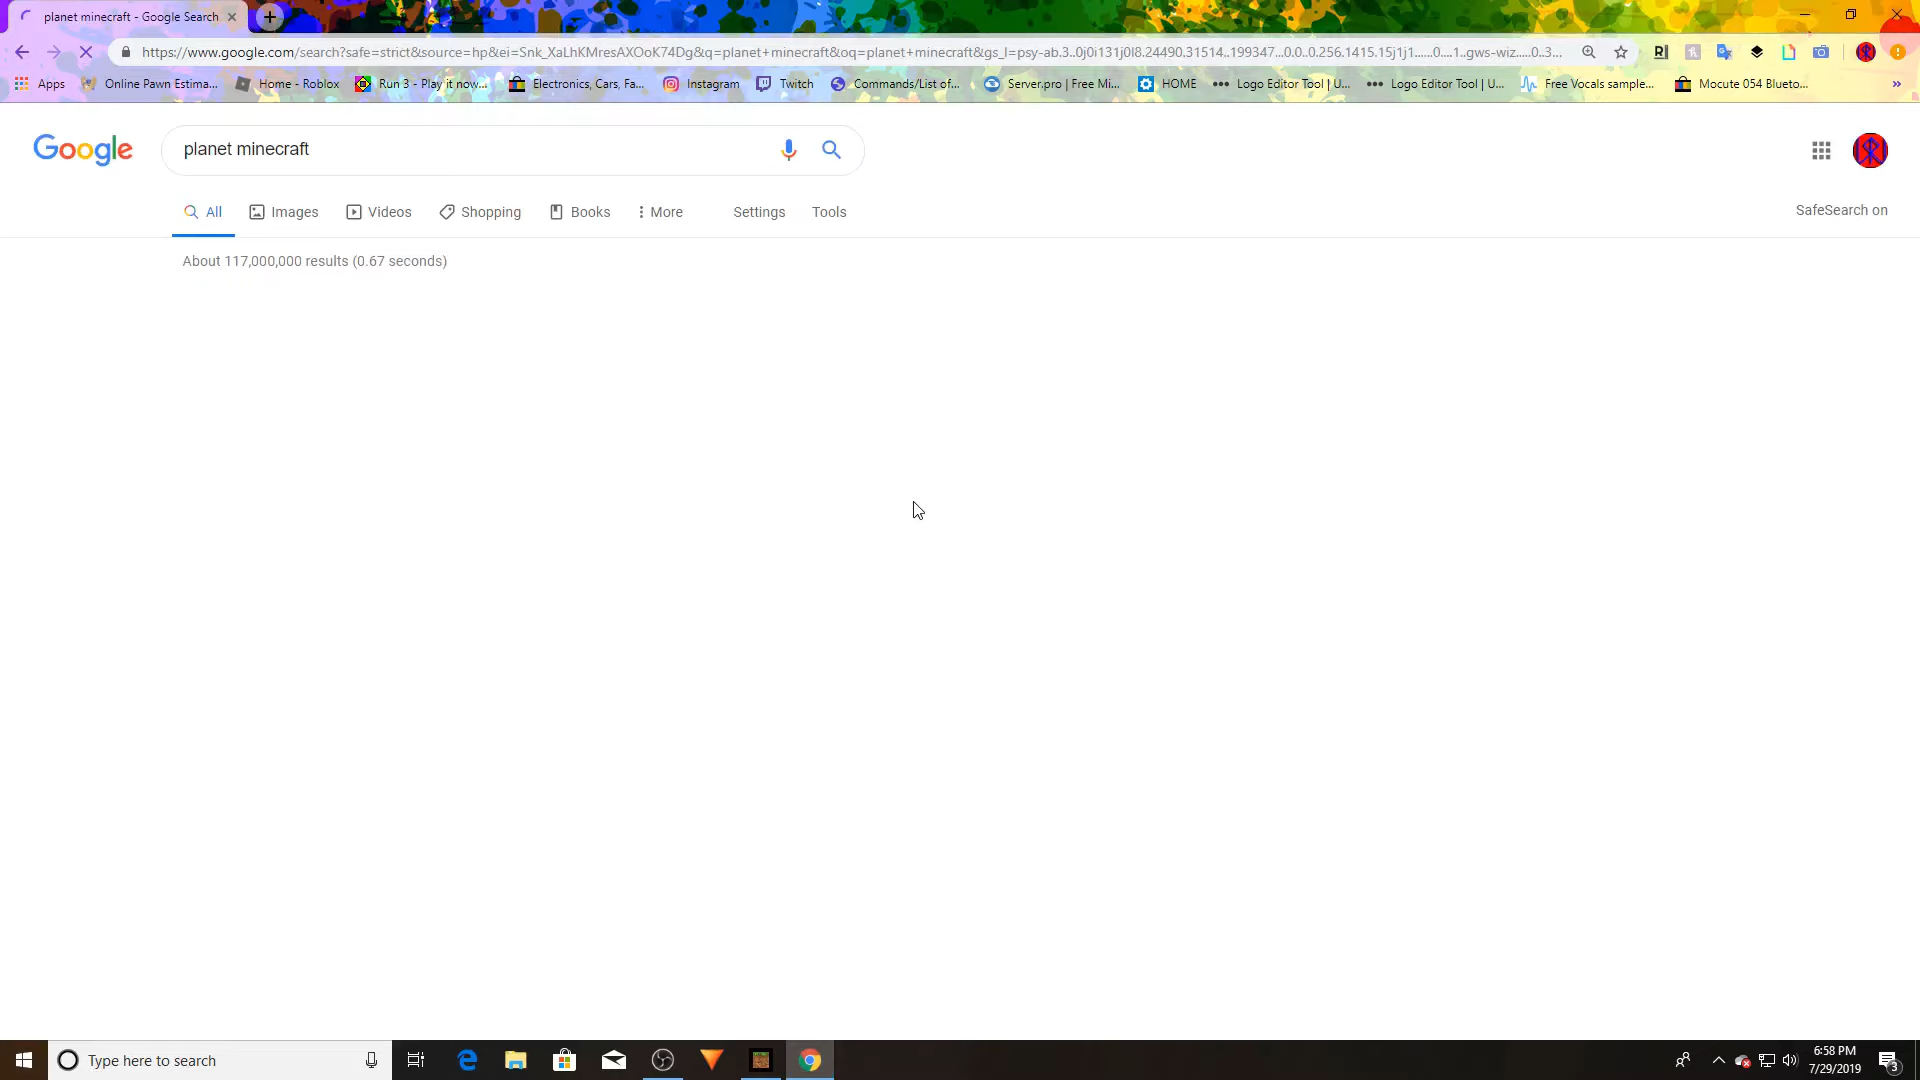 planet minecraft - Google Search
https://www.google.com/search?safe=strict&source=hp&ei=Snk_XaLhKMresAXOoK74Dg&q=planet+minecraft&oq=planet+minecraft&gs_l=psy-ab.3..0j0i131j0l8.24490.31514..199347...0.0..0.256.1415.15j1j1......0....1..gws-wiz.....0..3...
Apps Online Pawn Estima... Home - Roblox Run 3 - Play it now... Electronics, Cars, Fa... Instagram Twitch Commands/List of... Server.pro | Free Mi... HOME Logo Editor Tool | U... Logo Editor Tool | U... Free Vocals sample... Mocute 054 Blueto... »
Google planet minecraft
All Images Videos Shopping Books More Settings Tools SafeSearch on
About 117,000,000 results (0.67 seconds)
Type here to search
6:58 PM
7/29/2019
3